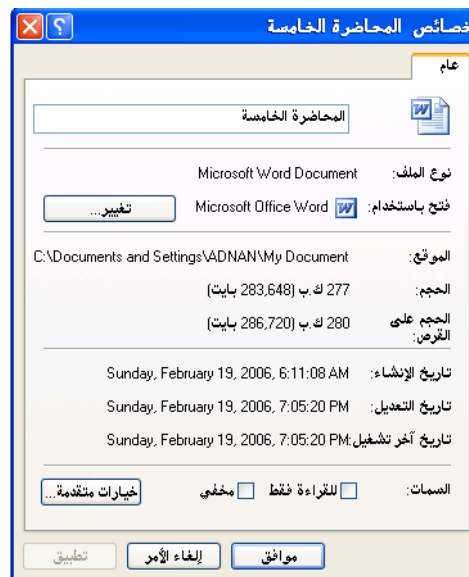 خصائص المحاضرة الخامسة
عام
المحاضرة الخامسة
نوع الملف: Microsoft Word Document
فتح باستخدام: Microsoft Office Word تغيير...
الموقع: C:\Documents and Settings\ADNAN\My Document
الحجم: 277 ك.ب (283,648 بايت)
الحجم على القرص: 280 ك.ب (286,720 بايت)
تاريخ الإنشاء: Sunday, February 19, 2006, 6:11:08 AM
تاريخ التعديل: Sunday, February 19, 2006, 7:05:20 PM
تاريخ آخر تشغيل: Sunday, February 19, 2006, 7:05:20 PM
السمات: للقراءة فقط مخفي خيارات متقدمة...
موافق إلغاء الأمر تطبيق